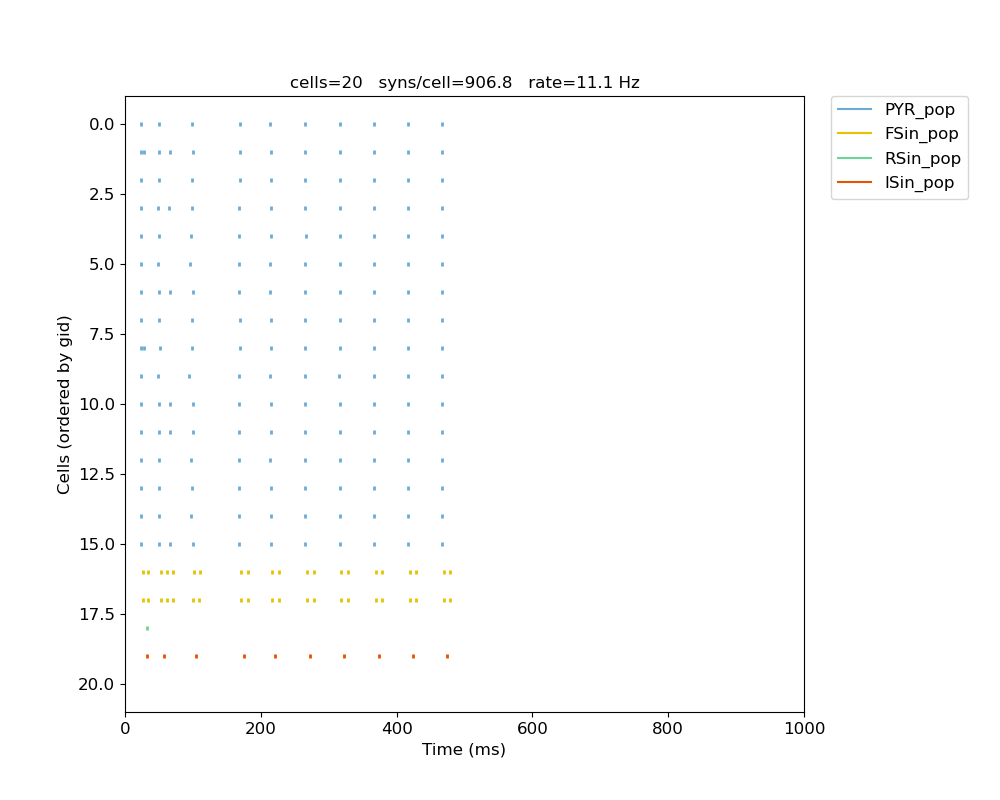 cells=20 syns/cell=906.8 rate=11.1 Hz
PYR_pop
FSin_pop
RSin_pop
ISin_pop
Cells (ordered by gid)
0.0
2.5
5.0
7.5
10.0
12.5
15.0
17.5
20.0
0 200 400 600 800 1000
Time (ms)